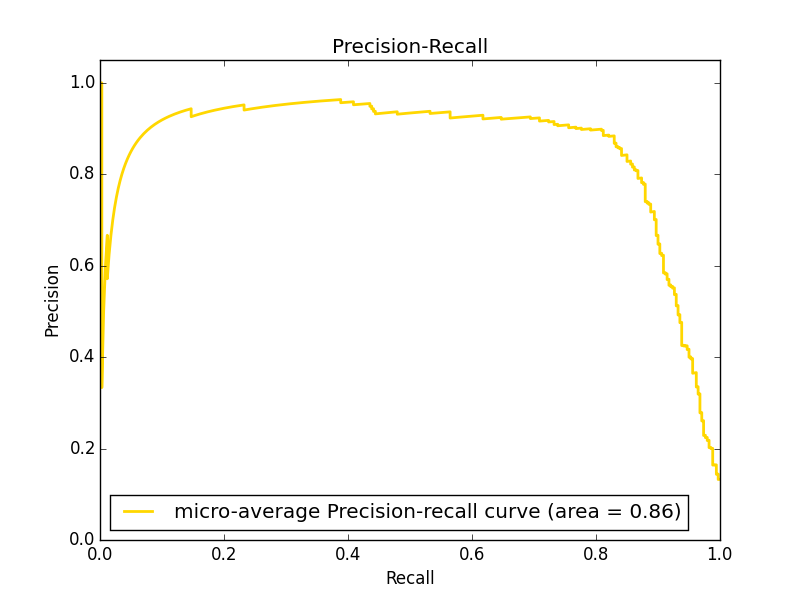 Precision-Recall
1.0
0.8
0.6
0.4
0.2
0.0
Precision
micro-average Precision-recall curve (area = 0.86)
0.0 0.2 0.4 0.6 0.8 1.0
Recall